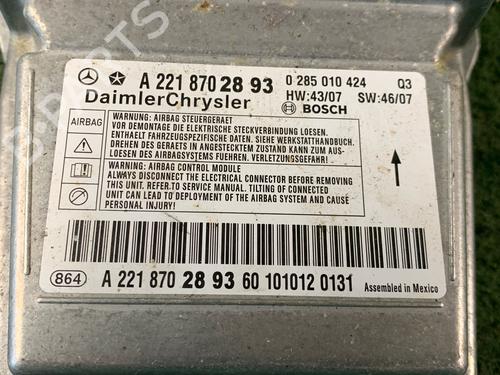 A 221 870 28 93 0 285 010 424 Q3
DaimlerChrysler BOSCH HW:43/07 SW:46/07
AIRBAG
WARNUNG: AIRBAG STEUERGERAET
VOR DEMONTAGE DIE ELEKTRISCHE STECKVERBINDUNG LOESEN.
ENTHAELT FAHRZEUGSPEZIFISCHE DATEN. SIEHE WERKSTATTHANDBUCH.
DREHEN DES GERAETS IN ANGESTECKTEM ZUSTAND KANN ZUM AUS-
LOESEN DES AIRBAGSYSTEMS FUEHREN. VERLETZUNGSGEFAHR!
WARNING: AIRBAG CONTROL MODULE
ALWAYS DISCONNECT THE ELECTRICAL CONNECTOR BEFORE REMOVING
THIS UNIT. REFER TO WORKSHOP MANUAL. TILTING OF CONNECTED
UNIT CAN LEAD TO DEPLOYMENT OF THE AIRBAG SYSTEM AND CAUSE
PERSONAL INJURY!
864 A 221 870 28 93 60 101012 0131 Assembled in Mexico